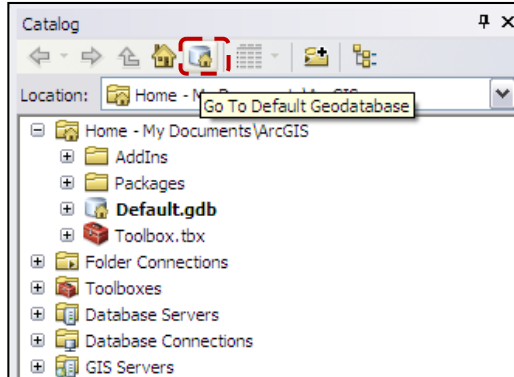 Catalog
Location: Home - M
Go To Default Geodatabase
Home - My Documents\ArcGIS
AddIns
Packages
Default.gdb
Toolbox.tbx
Folder Connections
Toolboxes
Database Servers
Database Connections
GIS Servers